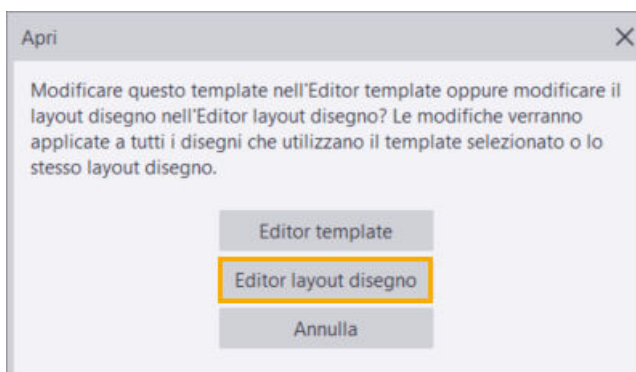 Apri
Modificare questo template nell'Editor template oppure modificare il
layout disegno nell'Editor layout disegno? Le modifiche verranno
applicate a tutti i disegni che utilizzano il template selezionato o lo
stesso layout disegno.
Editor template
Editor layout disegno
Annulla